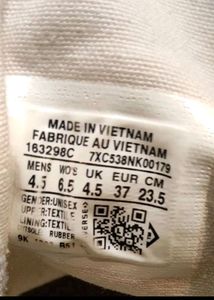 MADE IN VIETNAM
FABRIQUE AU VIETNAM
163298C 7XC538NK00179
MENS WO'S UK EUR CM
4.5 6.5 4.5 37 23.5
GENDER:UNISEX
UPPER:TEXTILE
LINING:TEXTILE
RUBBER